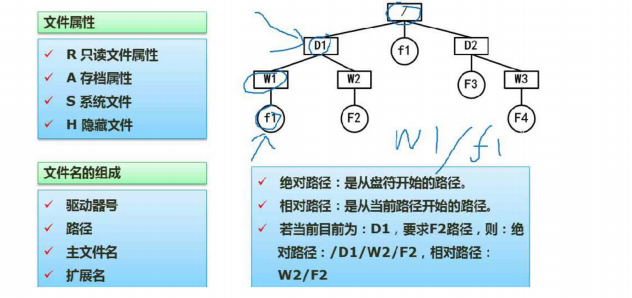 文件属性
R 只读文件属性
A 存档属性
S 系统文件
H 隐藏文件
文件名的组成
驱动器号
路径
主文件名
扩展名
/
D1
f1
D2
W1
W2
F3
W3
f1
F2
F4
W1/f1
绝对路径：是从盘符开始的路径。
相对路径：是从当前路径开始的路径。
若当前目前为：D1，要求F2路径，则：绝
对路径：/D1/W2/F2，相对路径：
W2/F2